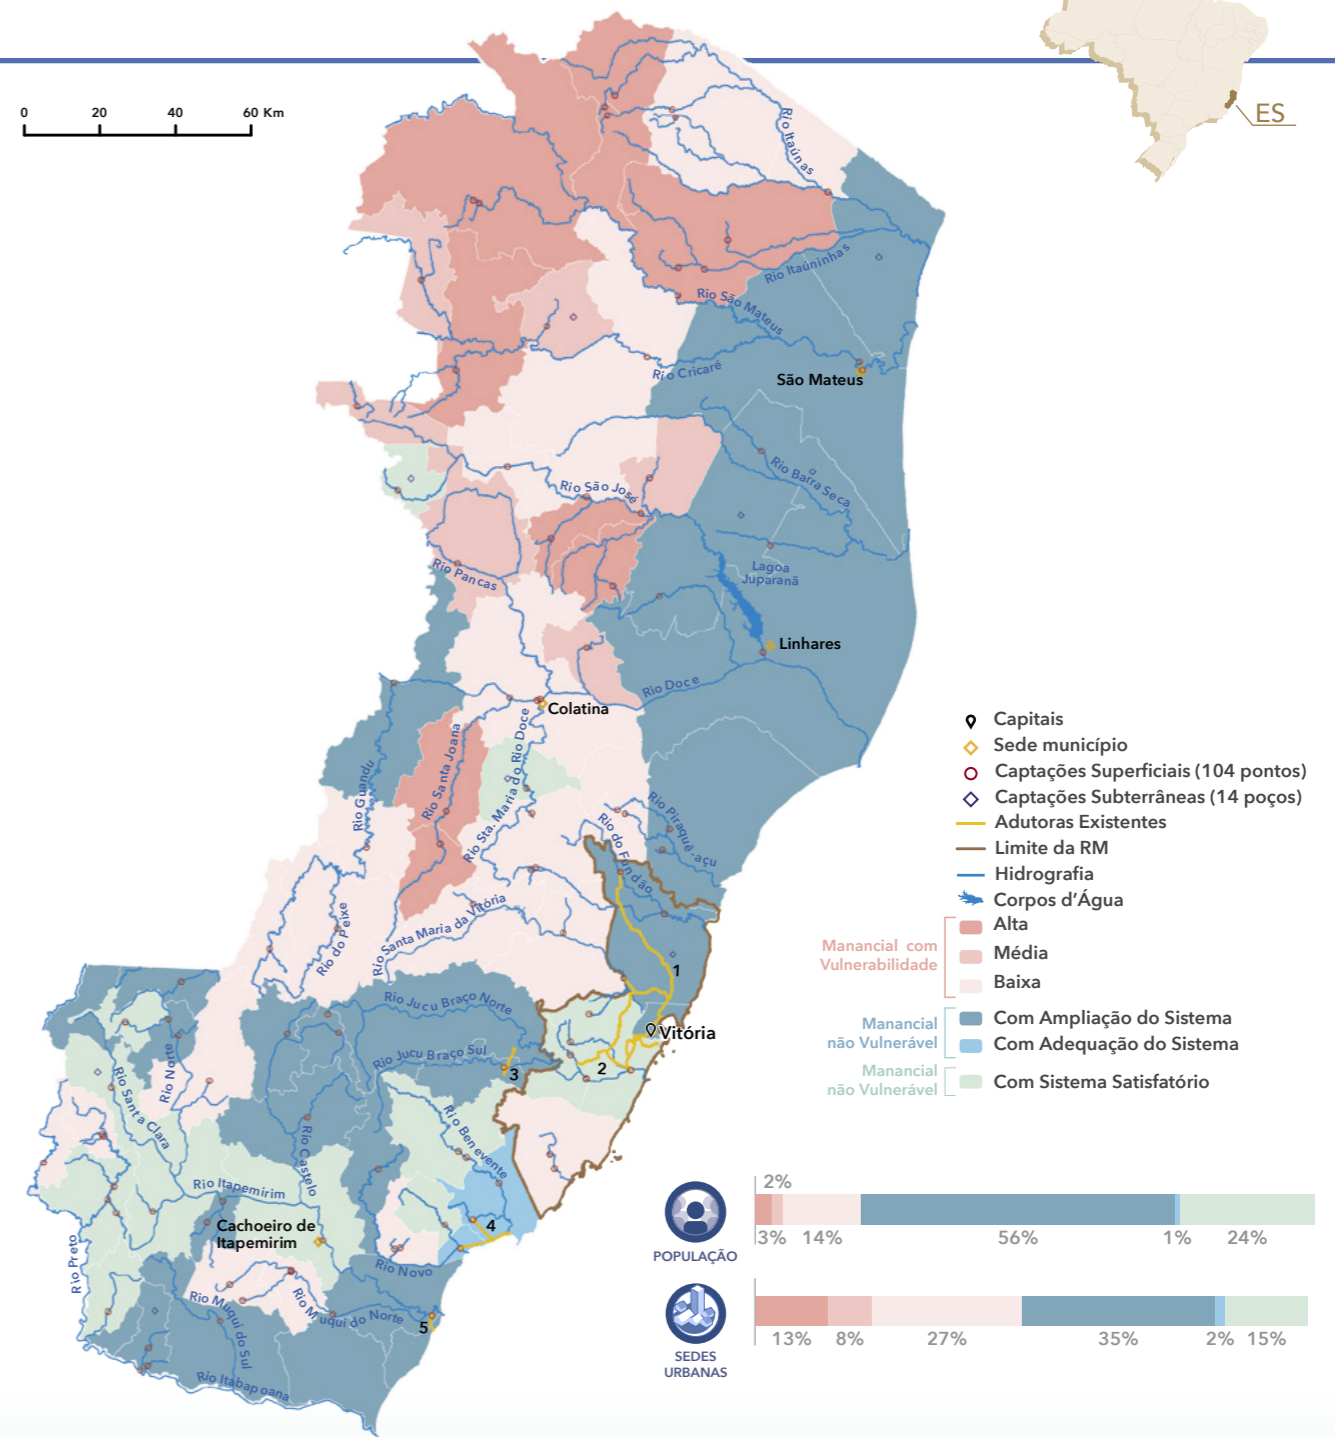 ES
0 20 40 60 Km
Rio Itaúnas
Rio Itauninhas
Rio São Mateus
Rio Cricaré
São Mateus
Rio Barra Seca
Rio São José
Rio Pancas
Lagoa
Juparanã
Linhares
Rio Doce
Colatina
Rio Guandu
Rio Santa Joana
Rio Sta. Maria do Rio Doce
Rio Piraquê-açu
Rio do Fundão
Rio do Peixe
Rio Santa Maria da Vitória
1
Rio Jucu Braço Norte
Vitória
Rio Jucu Braço Sul
2
3
Rio Norte
Rio Santa Clara
Rio Castelo
Rio Benevente
Rio Itapemirim
4
Cachoeiro de
Itapemirim
Rio Preto
Rio Novo
Rio Muqui do Sul
Rio Muqui do Norte
5
Rio Itabapoana
Capitais
Sede município
Captações Superficiais (104 pontos)
Captações Subterrâneas (14 poços)
Adutoras Existentes
Limite da RM
Hidrografia
Corpos d'Água
Manancial com
Vulnerabilidade
Alta
Média
Baixa
Manancial
não Vulnerável
Com Ampliação do Sistema
Com Adequação do Sistema
Manancial
não Vulnerável
Com Sistema Satisfatório
2%
3% 14% 56% 1% 24%
POPULAÇÃO
13% 8% 27% 35% 2% 15%
SEDES
URBANAS